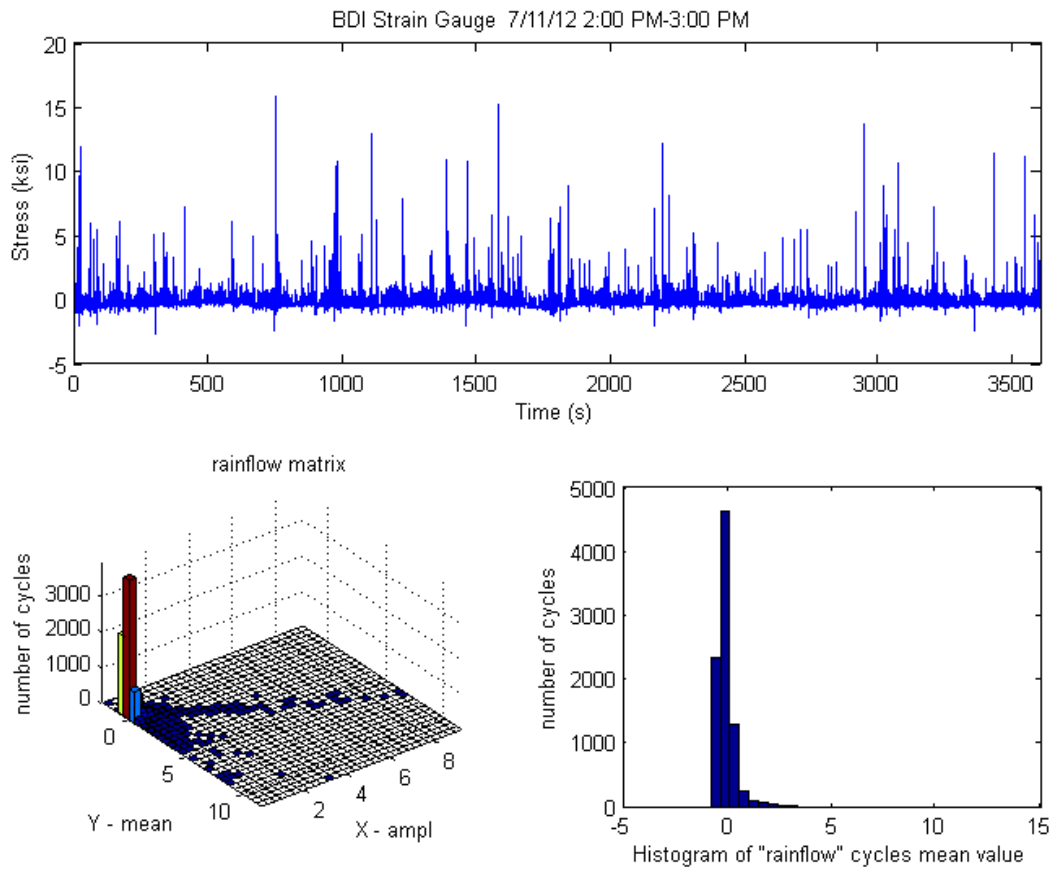 BDI Strain Gauge 7/11/12 2:00 PM-3:00 PM
20
15
10
5
0
-5
Stress (ksi)
0 500 1000 1500 2000 2500 3000 3500
Time (s)
rainflow matrix
3000
2000
1000
0
number of cycles
0 5 10
Y - mean
2 4 6 8
X - ampl
5000
4000
3000
2000
1000
0
number of cycles
-5 0 5 10 15
Histogram of "rainflow" cycles mean value